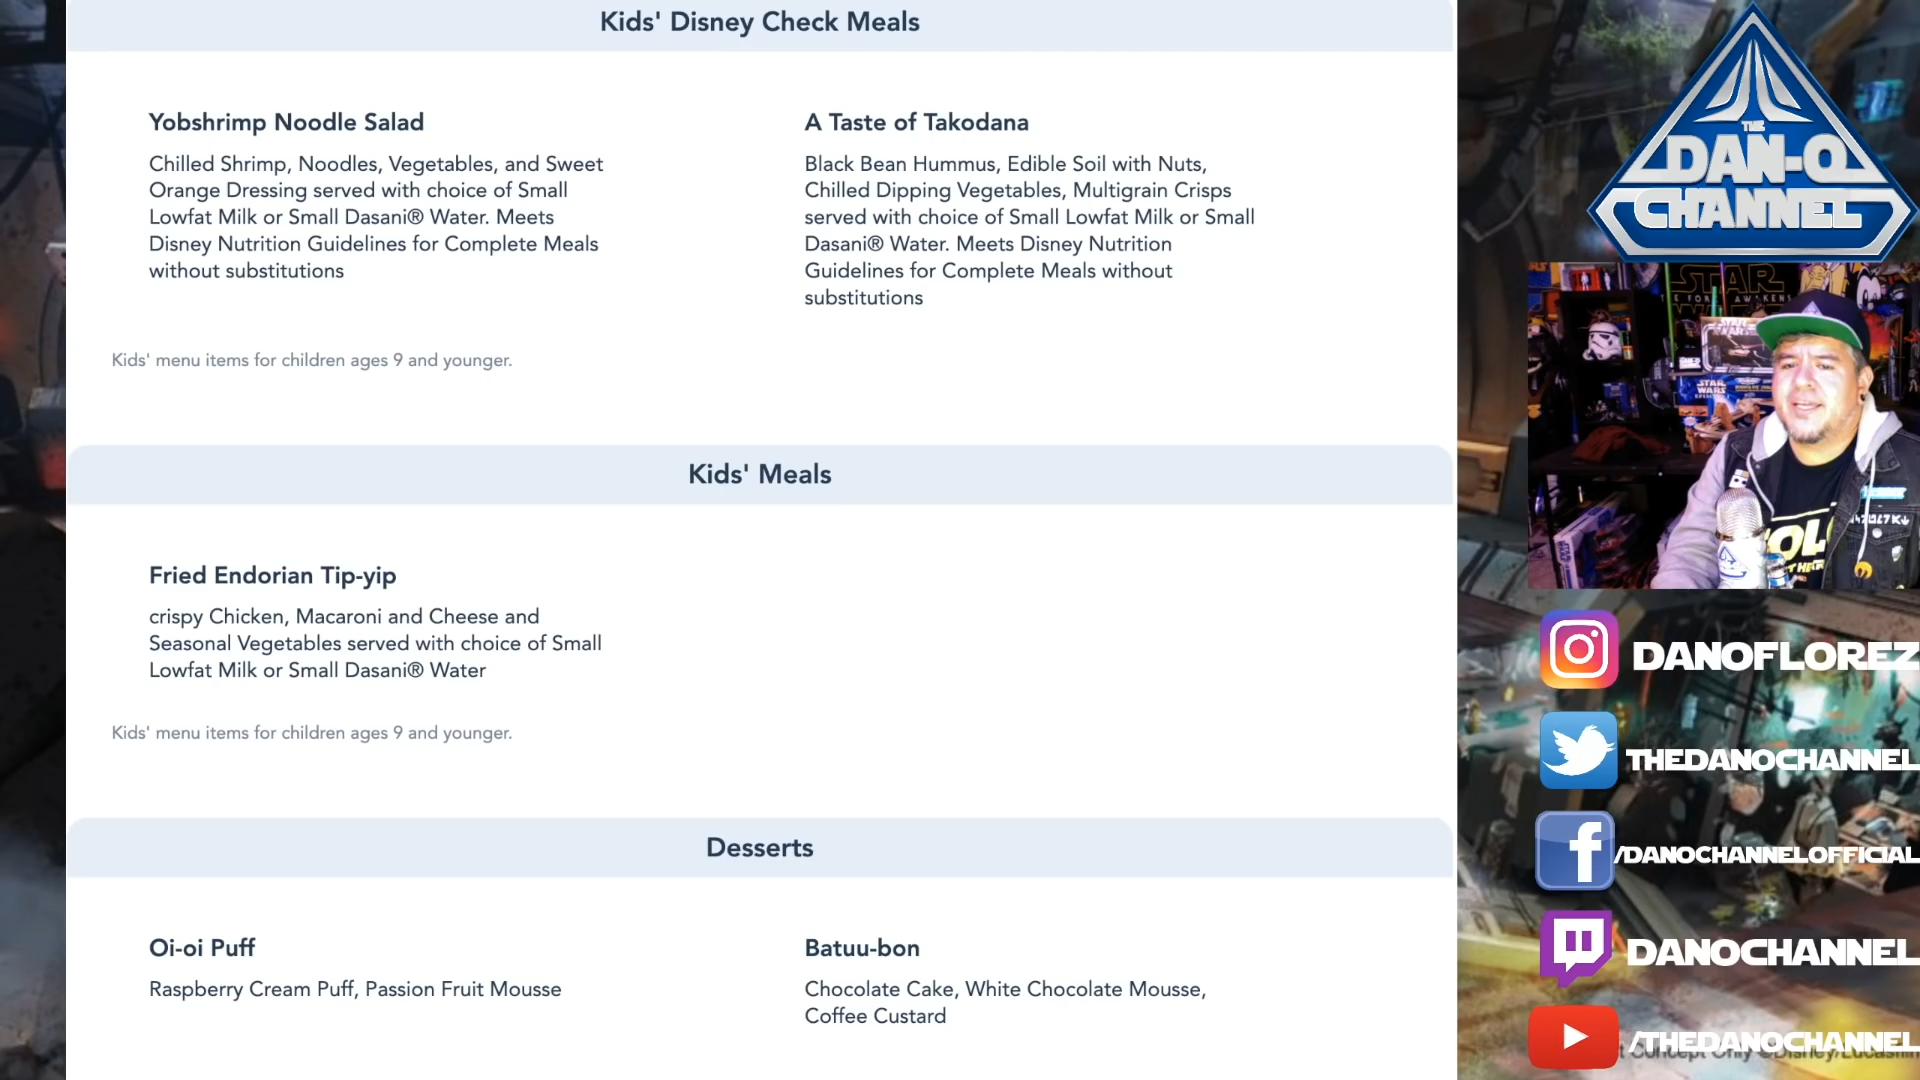 Kids' Disney Check Meals
Yobshrimp Noodle Salad
Chilled Shrimp, Noodles, Vegetables, and Sweet
Orange Dressing served with choice of Small
Lowfat Milk or Small Dasani® Water. Meets
Disney Nutrition Guidelines for Complete Meals
without substitutions
A Taste of Takodana
Black Bean Hummus, Edible Soil with Nuts,
Chilled Dipping Vegetables, Multigrain Crisps
served with choice of Small Lowfat Milk or Small
Dasani® Water. Meets Disney Nutrition
Guidelines for Complete Meals without
substitutions
Kids' menu items for children ages 9 and younger.
Kids' Meals
Fried Endorian Tip-yip
crispy Chicken, Macaroni and Cheese and
Seasonal Vegetables served with choice of Small
Lowfat Milk or Small Dasani® Water
Kids' menu items for children ages 9 and younger.
Desserts
Oi-oi Puff
Raspberry Cream Puff, Passion Fruit Mousse
Batuu-bon
Chocolate Cake, White Chocolate Mousse,
Coffee Custard
THE
DAN-O
CHANNEL
STAR
STAR
WARS
DANOFLOREZ
THEDANOCHANNEL
/DANOCHANNELOFFICIAL
DANOCHANNEL
/THEDANOCHANNEL
Concept Only ©Disney/Lucasfilm